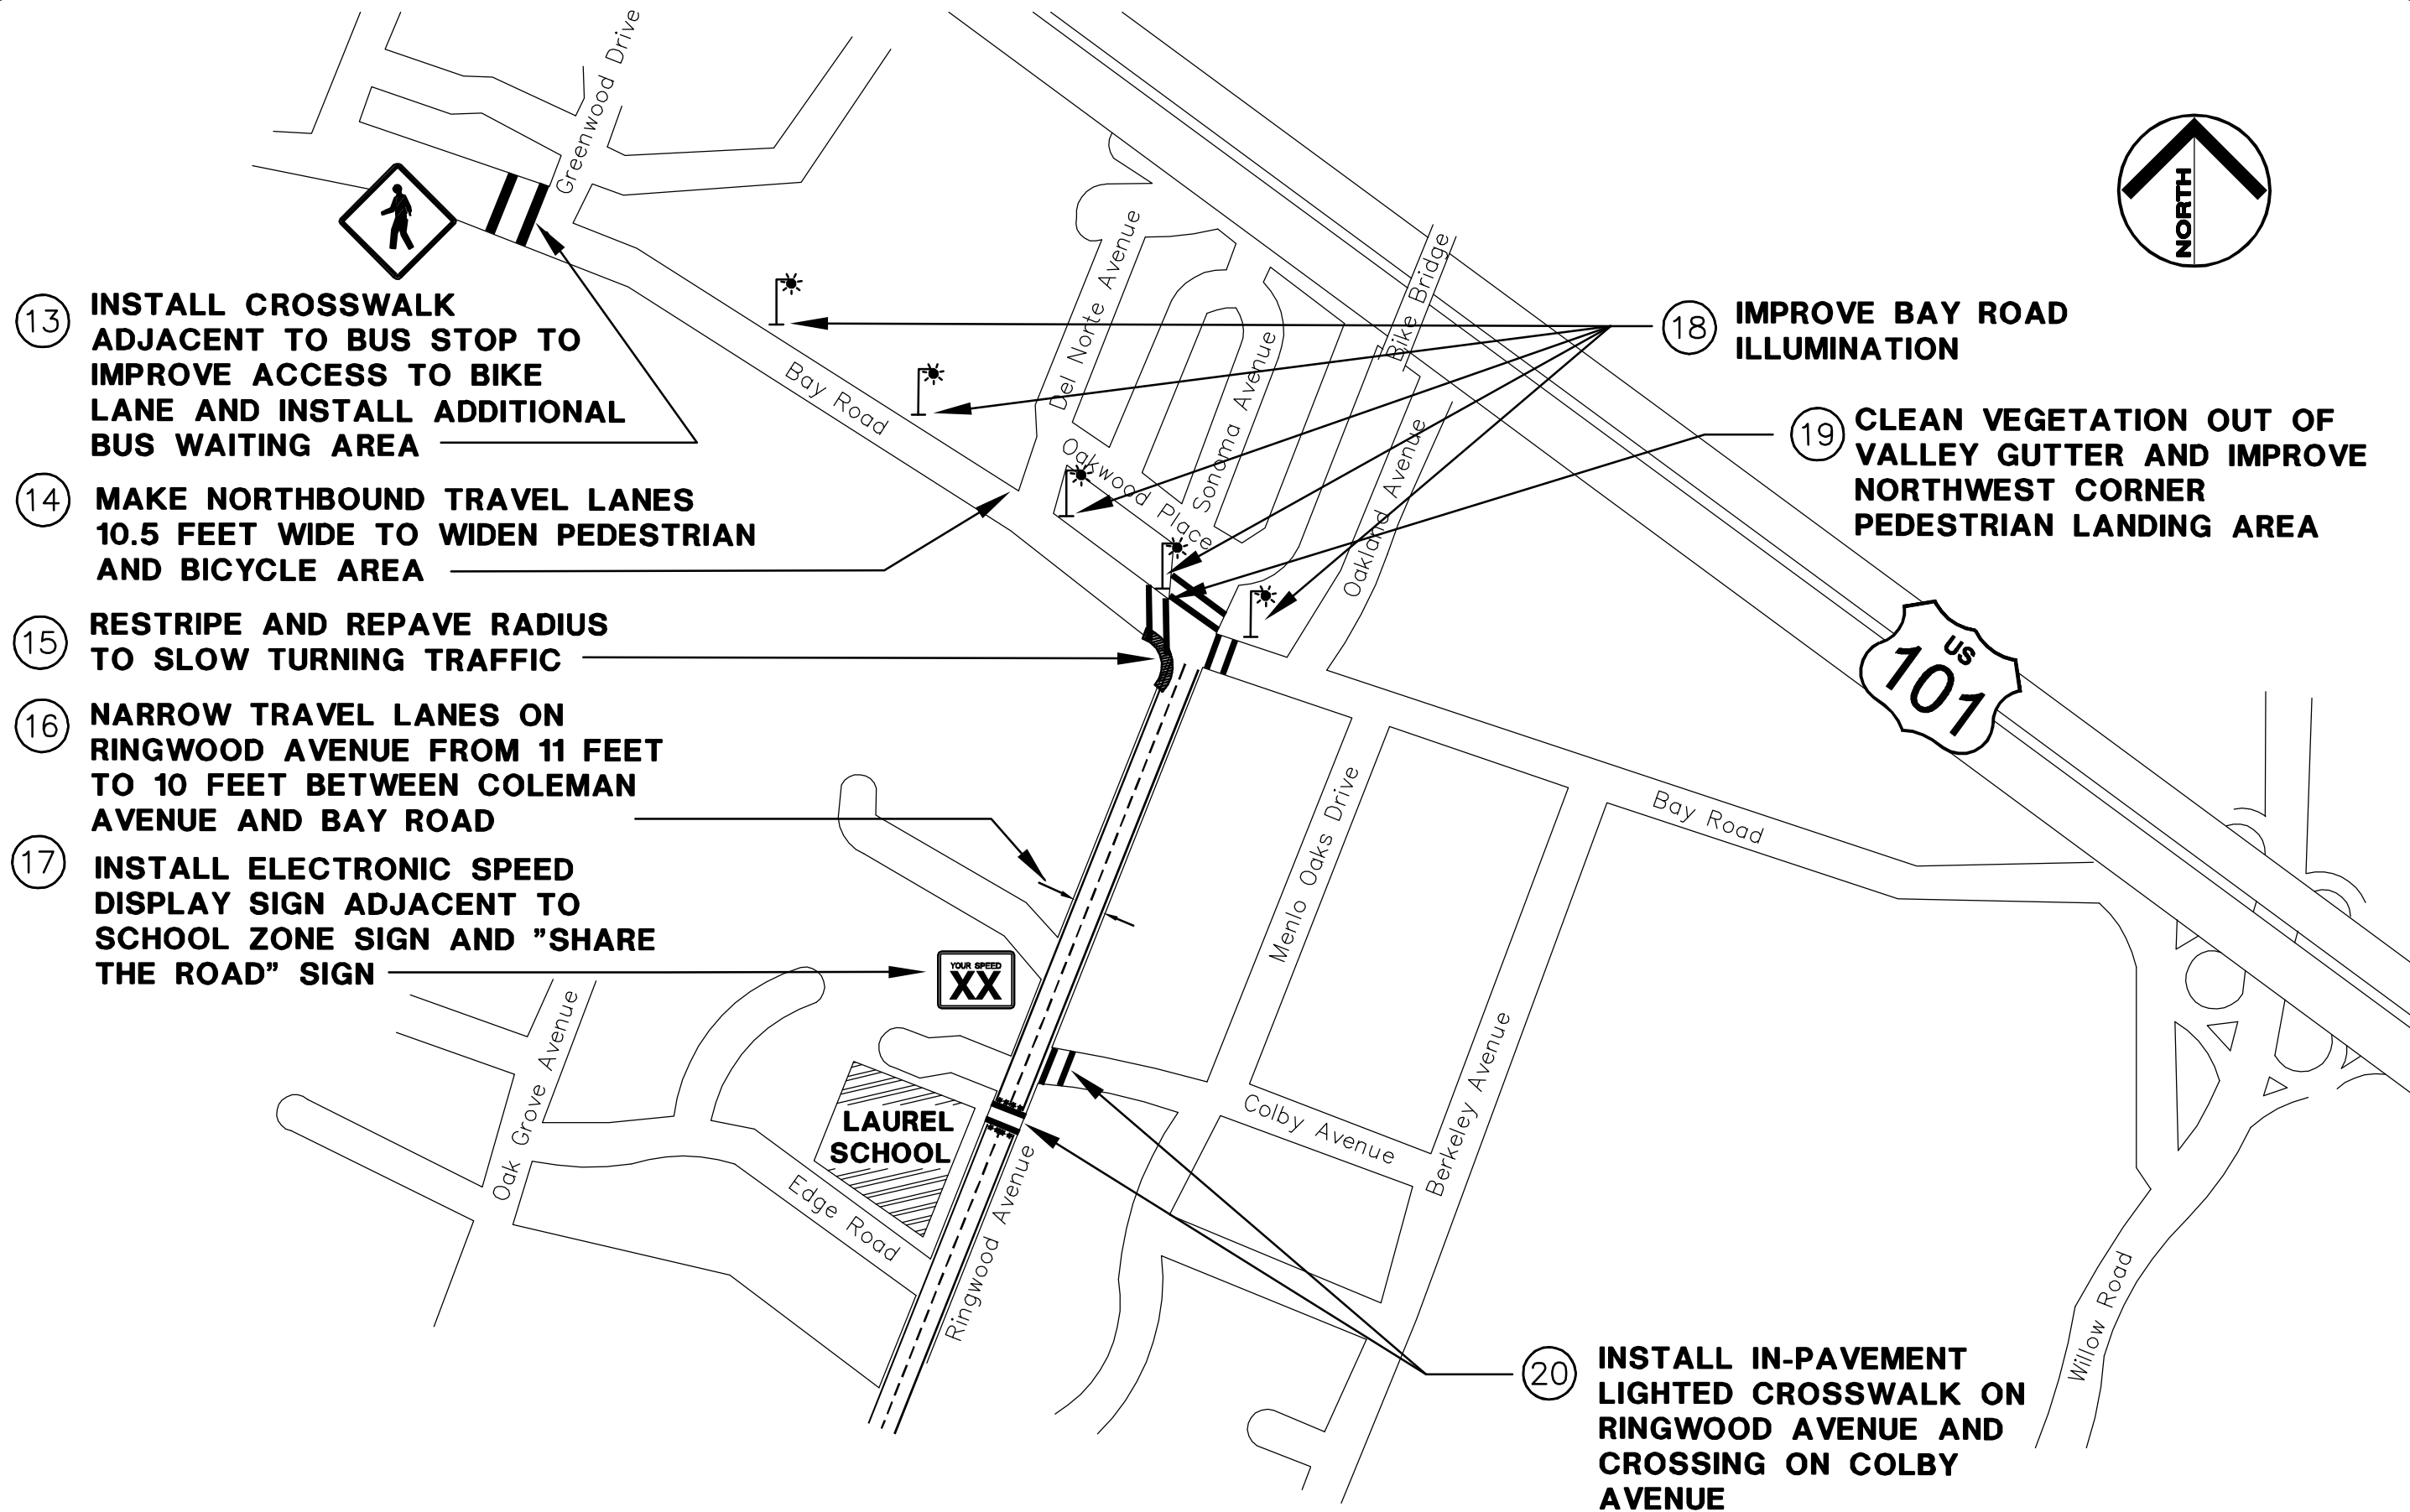 Greenwood Drive
NORTH
13
INSTALL CROSSWALK
ADJACENT TO BUS STOP TO
IMPROVE ACCESS TO BIKE
LANE AND INSTALL ADDITIONAL
BUS WAITING AREA
14
MAKE NORTHBOUND TRAVEL LANES
10.5 FEET WIDE TO WIDEN PEDESTRIAN
AND BICYCLE AREA
15
RESTRIPE AND REPAVE RADIUS
TO SLOW TURNING TRAFFIC
16
NARROW TRAVEL LANES ON
RINGWOOD AVENUE FROM 11 FEET
TO 10 FEET BETWEEN COLEMAN
AVENUE AND BAY ROAD
17
INSTALL ELECTRONIC SPEED
DISPLAY SIGN ADJACENT TO
SCHOOL ZONE SIGN AND "SHARE
THE ROAD" SIGN
YOUR SPEED
XX
Bay Road
Del Norte Avenue
Oakwood Place
Sonoma Avenue
Bike Bridge
Oakland Avenue
18
IMPROVE BAY ROAD
ILLUMINATION
19
CLEAN VEGETATION OUT OF
VALLEY GUTTER AND IMPROVE
NORTHWEST CORNER
PEDESTRIAN LANDING AREA
US
101
Bay Road
Menlo Oaks Drive
Berkeley Avenue
Colby Avenue
Oak Grove Avenue
LAUREL
SCHOOL
Edge Road
Ringwood Avenue
Willow Road
20
INSTALL IN-PAVEMENT
LIGHTED CROSSWALK ON
RINGWOOD AVENUE AND
CROSSING ON COLBY
AVENUE